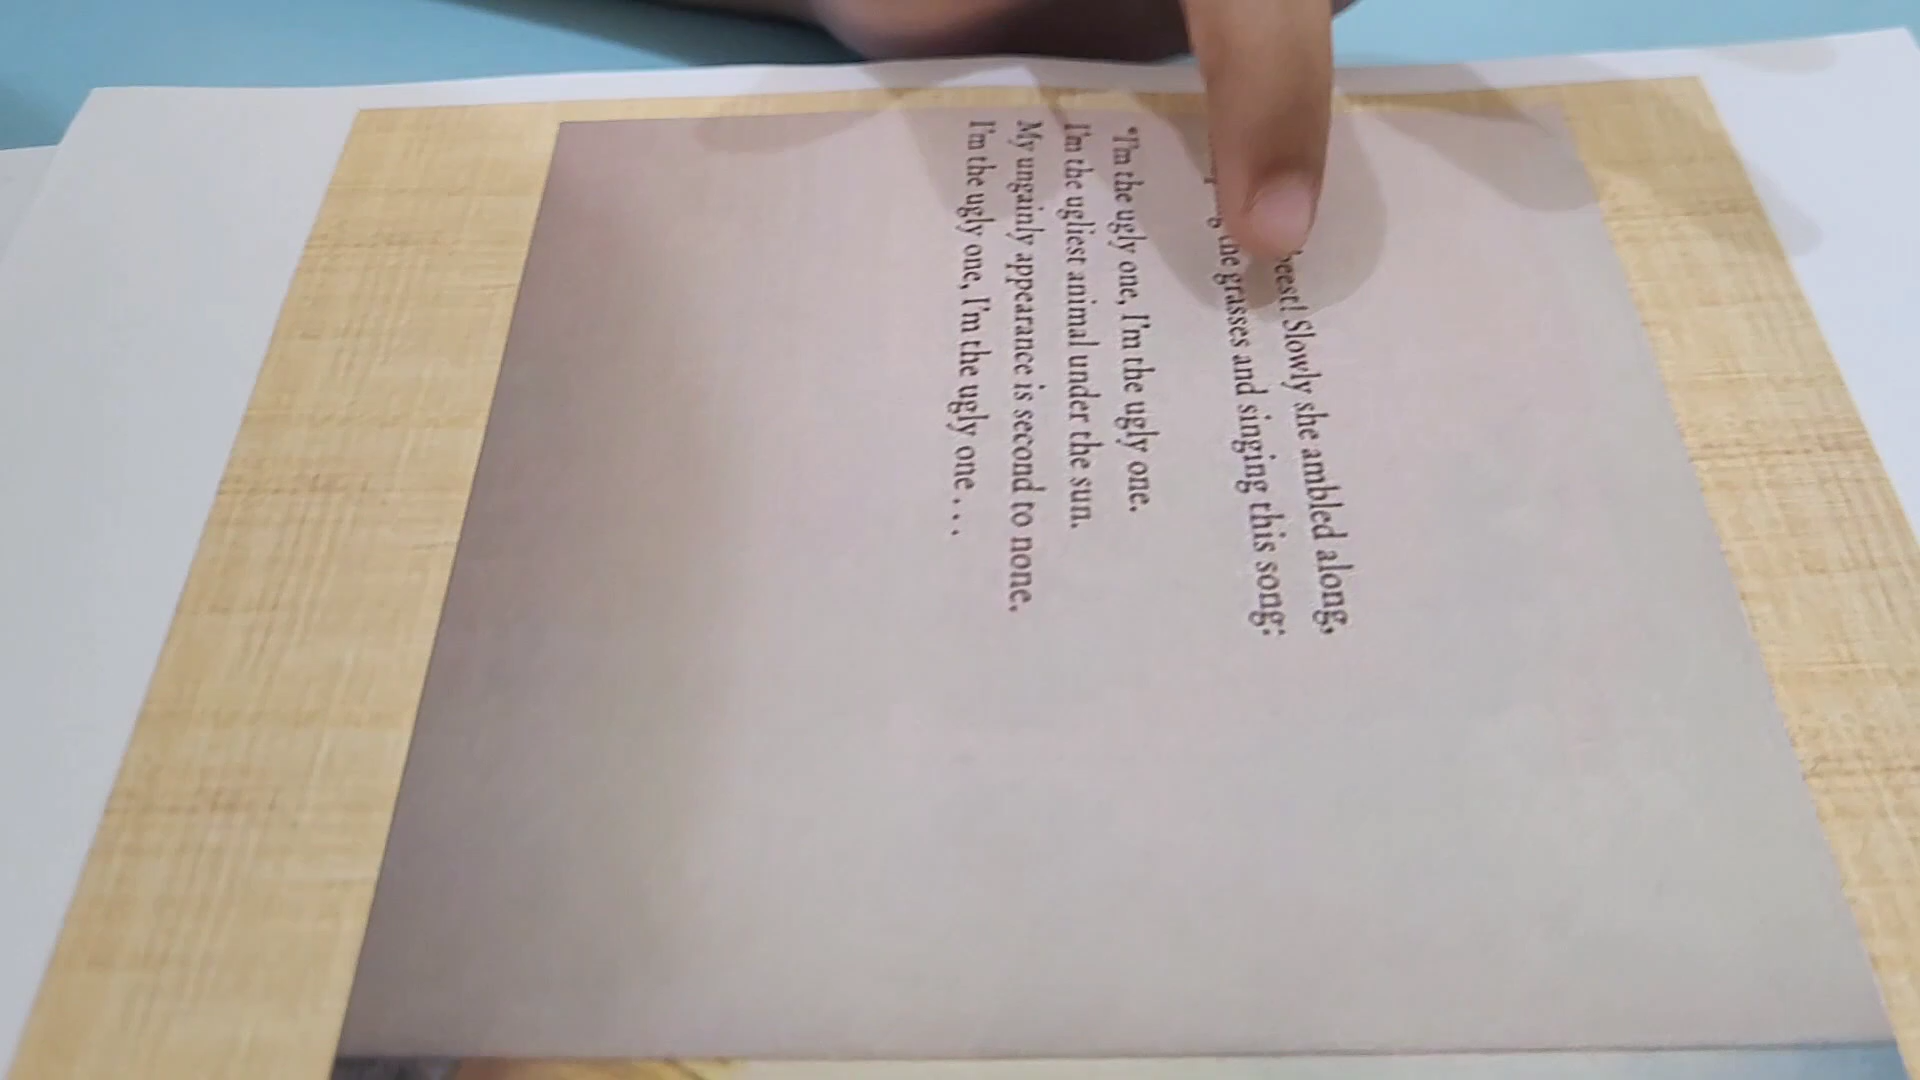 Slowly she ambled along,
the grasses and singing this song:
"I'm the ugly one, I'm the ugly one.
I'm the ugliest animal under the sun.
My ungainly appearance is second to none.
I'm the ugly one, I'm the ugly one . . .